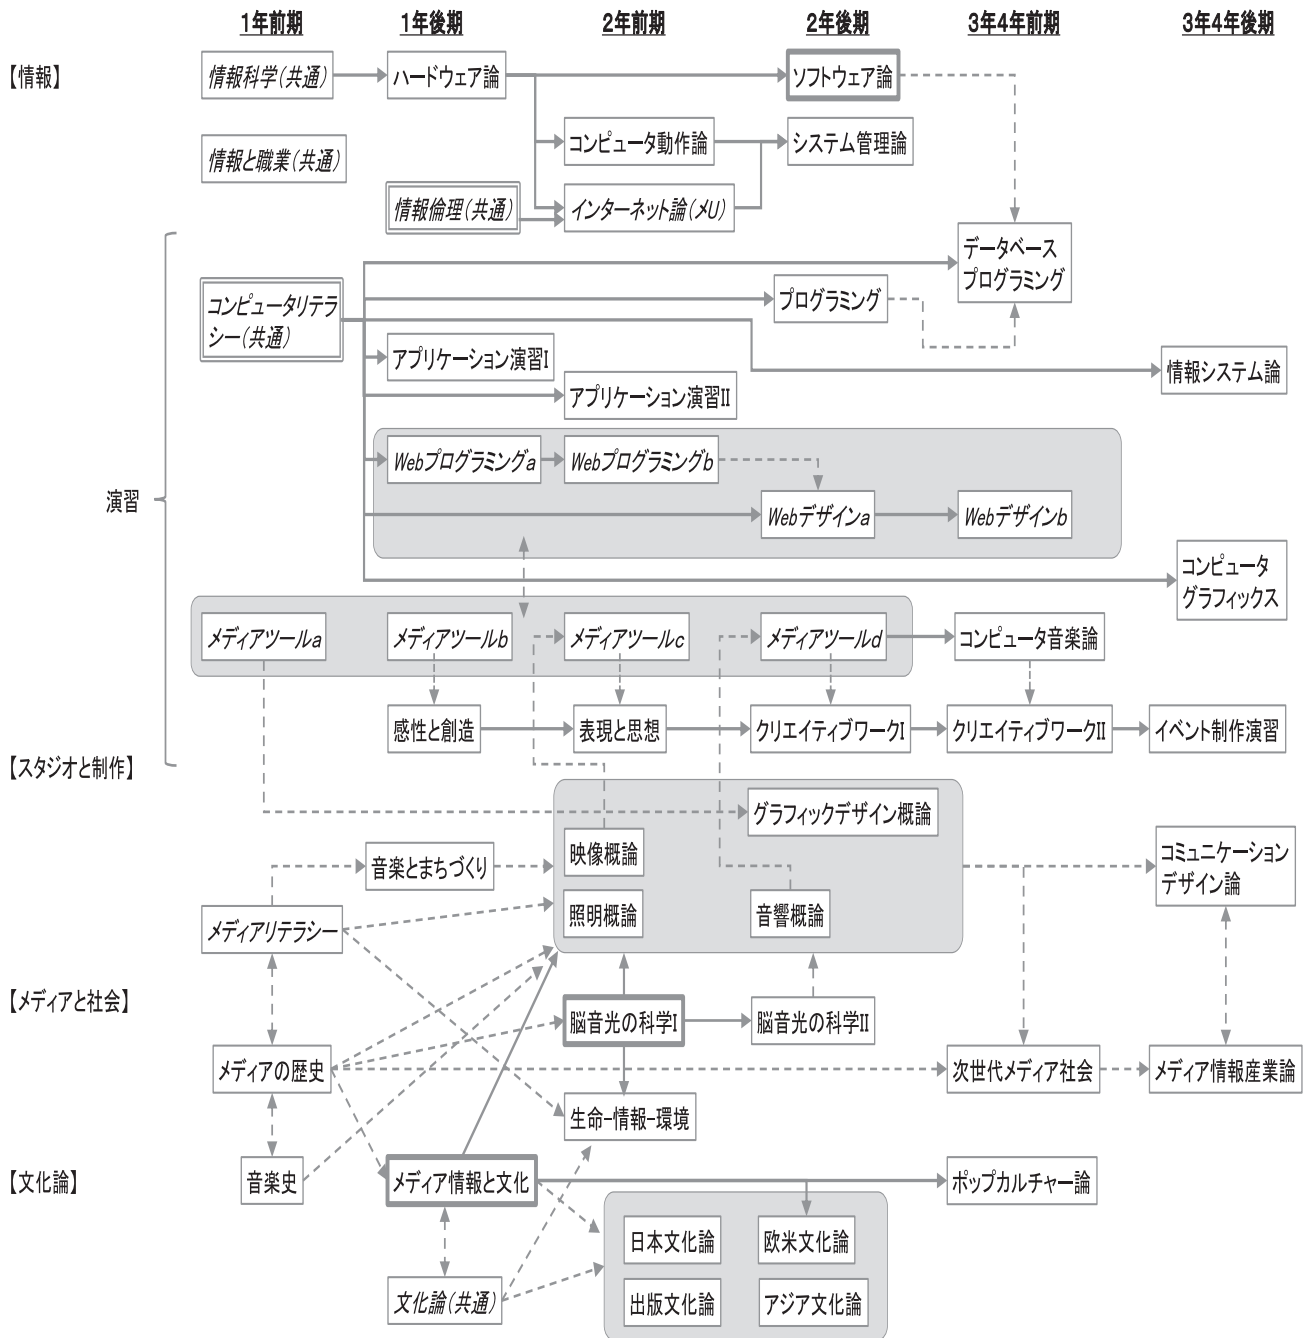 1年前期
1年後期
2年前期
2年後期
3年4年前期
3年4年後期
【情報】
情報科学(共通)
ハードウェア論
ソフトウェア論
情報と職業(共通)
コンピュータ動作論
システム管理論
情報倫理(共通)
インターネット論(メU)
データベース
プログラミング
コンピュータリテラ
シー(共通)
プログラミング
アプリケーション演習I
情報システム論
アプリケーション演習II
Webプログラミングa
Webプログラミングb
演習
Webデザインa
Webデザインb
コンピュータ
グラフィックス
メディアツールa
メディアツールb
メディアツールc
メディアツールd
コンピュータ音楽論
感性と創造
表現と思想
クリエイティブワークI
クリエイティブワークII
イベント制作演習
【スタジオと制作】
グラフィックデザイン概論
映像概論
音楽とまちづくり
コミュニケーション
デザイン論
照明概論
音響概論
メディアリテラシー
【メディアと社会】
脳音光の科学I
脳音光の科学II
メディアの歴史
次世代メディア社会
メディア情報産業論
生命-情報-環境
【文化論】
音楽史
メディア情報と文化
ポップカルチャー論
日本文化論
欧米文化論
文化論(共通)
出版文化論
アジア文化論